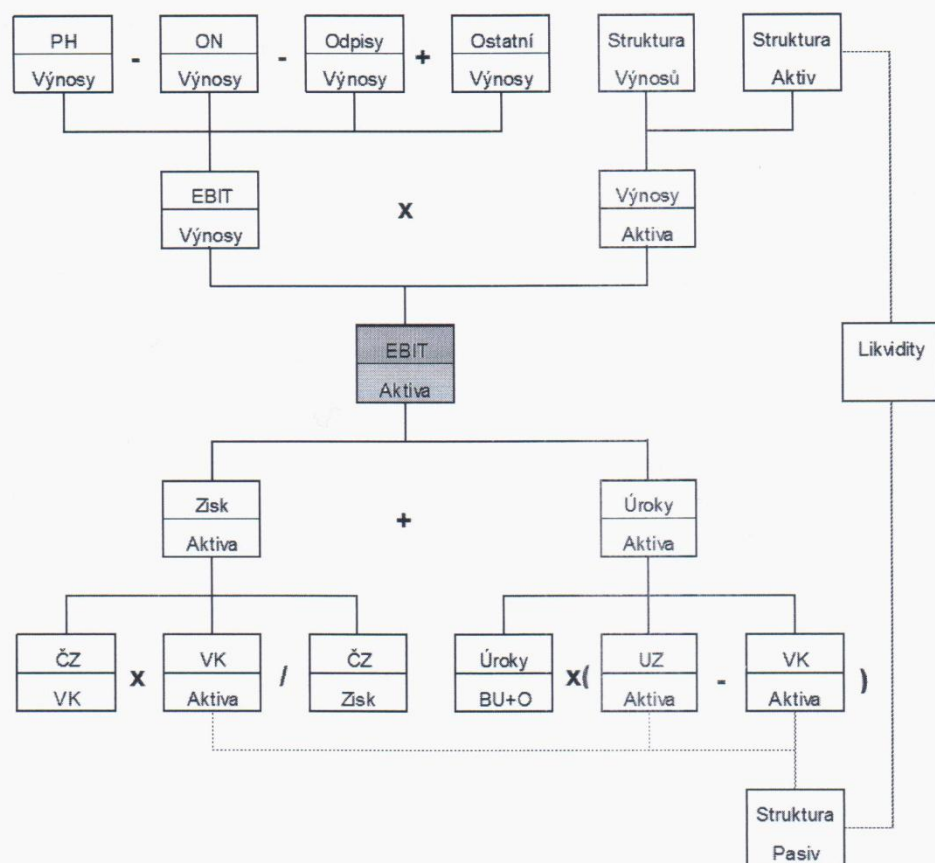 PH - ON - Odpisy + Ostatní Struktura Struktura
Výnosy Výnosy Výnosy Výnosy Výnosů Aktiv
EBIT x Výnosy
Výnosy Aktiva
EBIT Likvidity
Aktiva
Zisk + Úroky
Aktiva Aktiva
ČZ x VK / ČZ Úroky x( UZ - VK )
VK Aktiva Zisk BU+O Aktiva Aktiva
Struktura
Pasiv